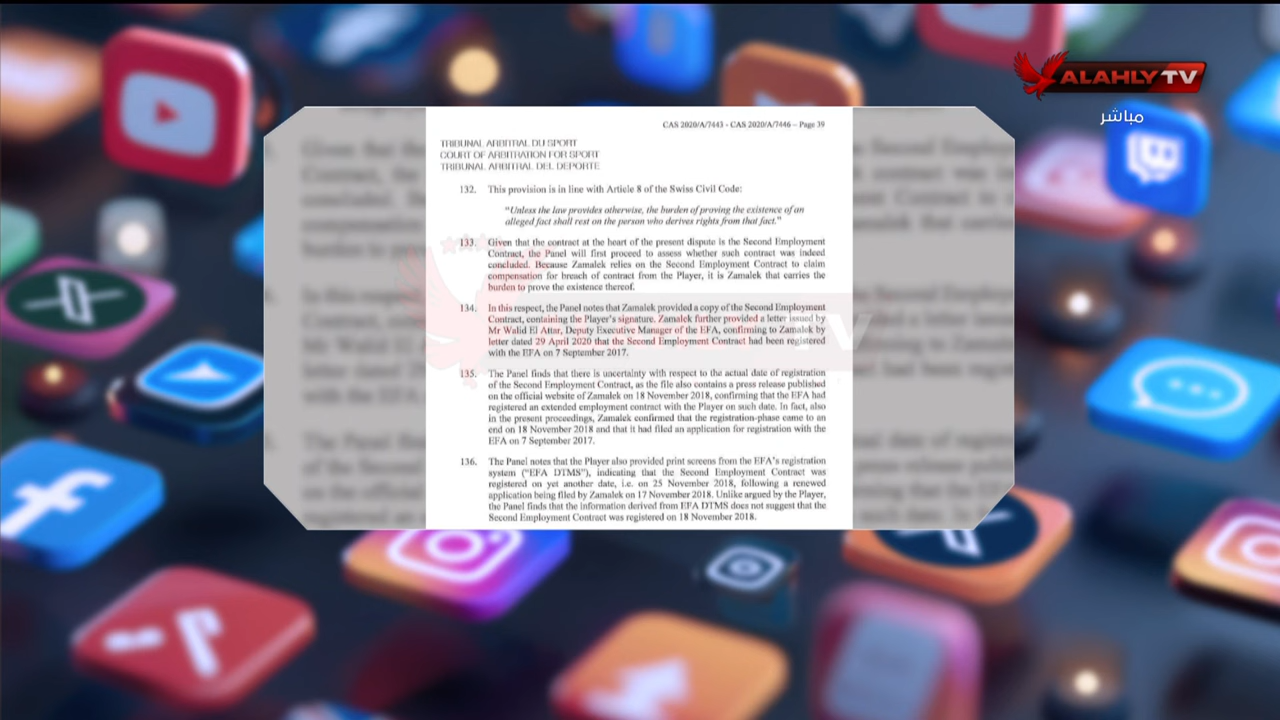 ALAHLY TV
مباشر
CAS 2020/A/7443 - CAS 2020/A/7446 – Page 39
TRIBUNAL ARBITRAL DU SPORT
COURT OF ARBITRATION FOR SPORT
TRIBUNAL ARBITRAL DEL DEPORTE
132. This provision is in line with Article 8 of the Swiss Civil Code:
“Unless the law provides otherwise, the burden of proving the existence of an
alleged fact shall rest on the person who derives rights from that fact.”
133. Given that the contract at the heart of the present dispute is the Second Employment
Contract, the Panel will first proceed to assess whether such contract was indeed
concluded. Because Zamalek relies on the Second Employment Contract to claim
compensation for breach of contract from the Player, it is Zamalek that carries the
burden to prove the existence thereof.
134. In this respect, the Panel notes that Zamalek provided a copy of the Second Employment
Contract, containing the Player's signature. Zamalek further provided a letter issued by
Mr Walid El Attar, Deputy Executive Manager of the EFA, confirming to Zamalek by
letter dated 29 April 2020 that the Second Employment Contract had been registered
with the EFA on 7 September 2017.
135. The Panel finds that there is uncertainty with respect to the actual date of registration
of the Second Employment Contract, as the file also contains a press release published
on the official website of Zamalek on 18 November 2018, confirming that the EFA had
registered an extended employment contract with the Player on such date. In fact, also
in the present proceedings, Zamalek confirmed that the registration-phase came to an
end on 18 November 2018 and that it had filed an application for registration with the
EFA on 7 September 2017.
136. The Panel notes that the Player also provided print screens from the EFA's registration
system (“EFA DTMS”), indicating that the Second Employment Contract was
registered on yet another date, i.e. on 25 November 2018, following a renewed
application being filed by Zamalek on 17 November 2018. Unlike argued by the Player,
the Panel finds that the information derived from EFA DTMS does not suggest that the
Second Employment Contract was registered on 18 November 2018.